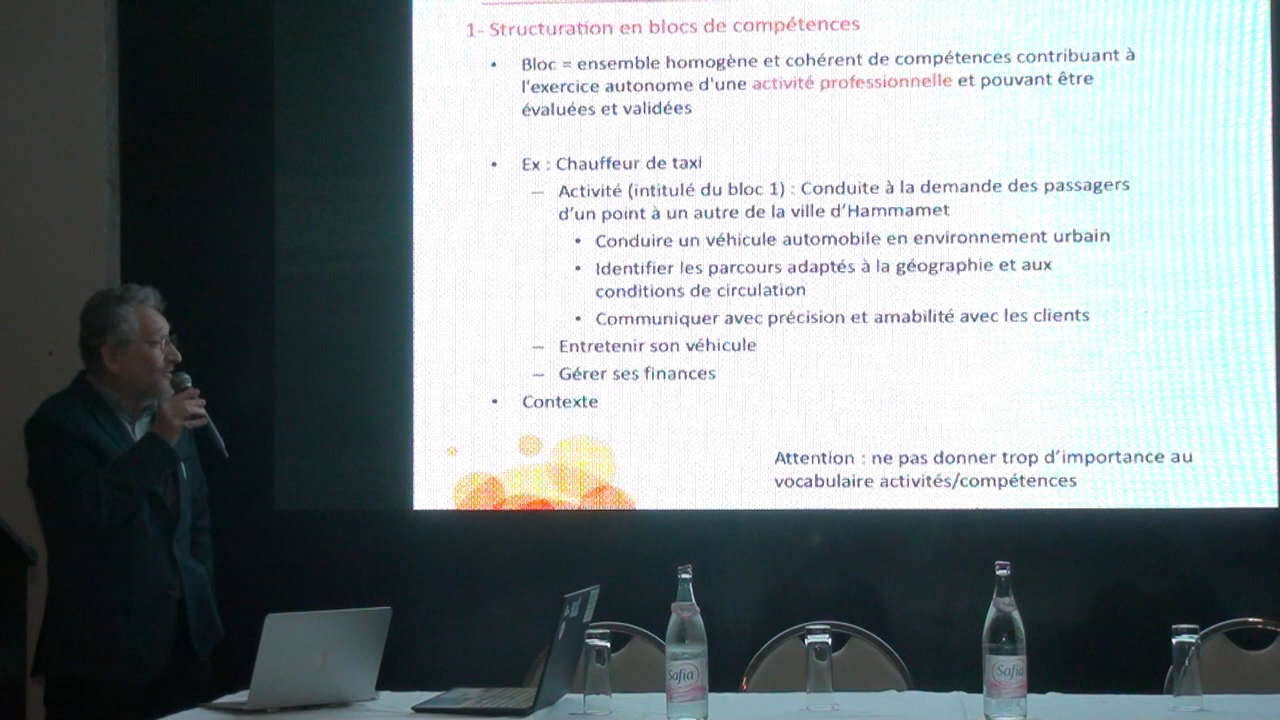 1- Structuration en blocs de compétences
• Bloc = ensemble homogène et cohérent de compétences contribuant à
l'exercice autonome d'une activité professionnelle et pouvant être
évaluées et validées
• Ex : Chauffeur de taxi
– Activité (intitulé du bloc 1) : Conduite à la demande des passagers
d'un point à un autre de la ville d'Hammamet
• Conduire un véhicule automobile en environnement urbain
• Identifier les parcours adaptés à la géographie et aux
conditions de circulation
• Communiquer avec précision et amabilité avec les clients
– Entretenir son véhicule
– Gérer ses finances
• Contexte
Attention : ne pas donner trop d'importance au
vocabulaire activités/compétences
Safia
Safia